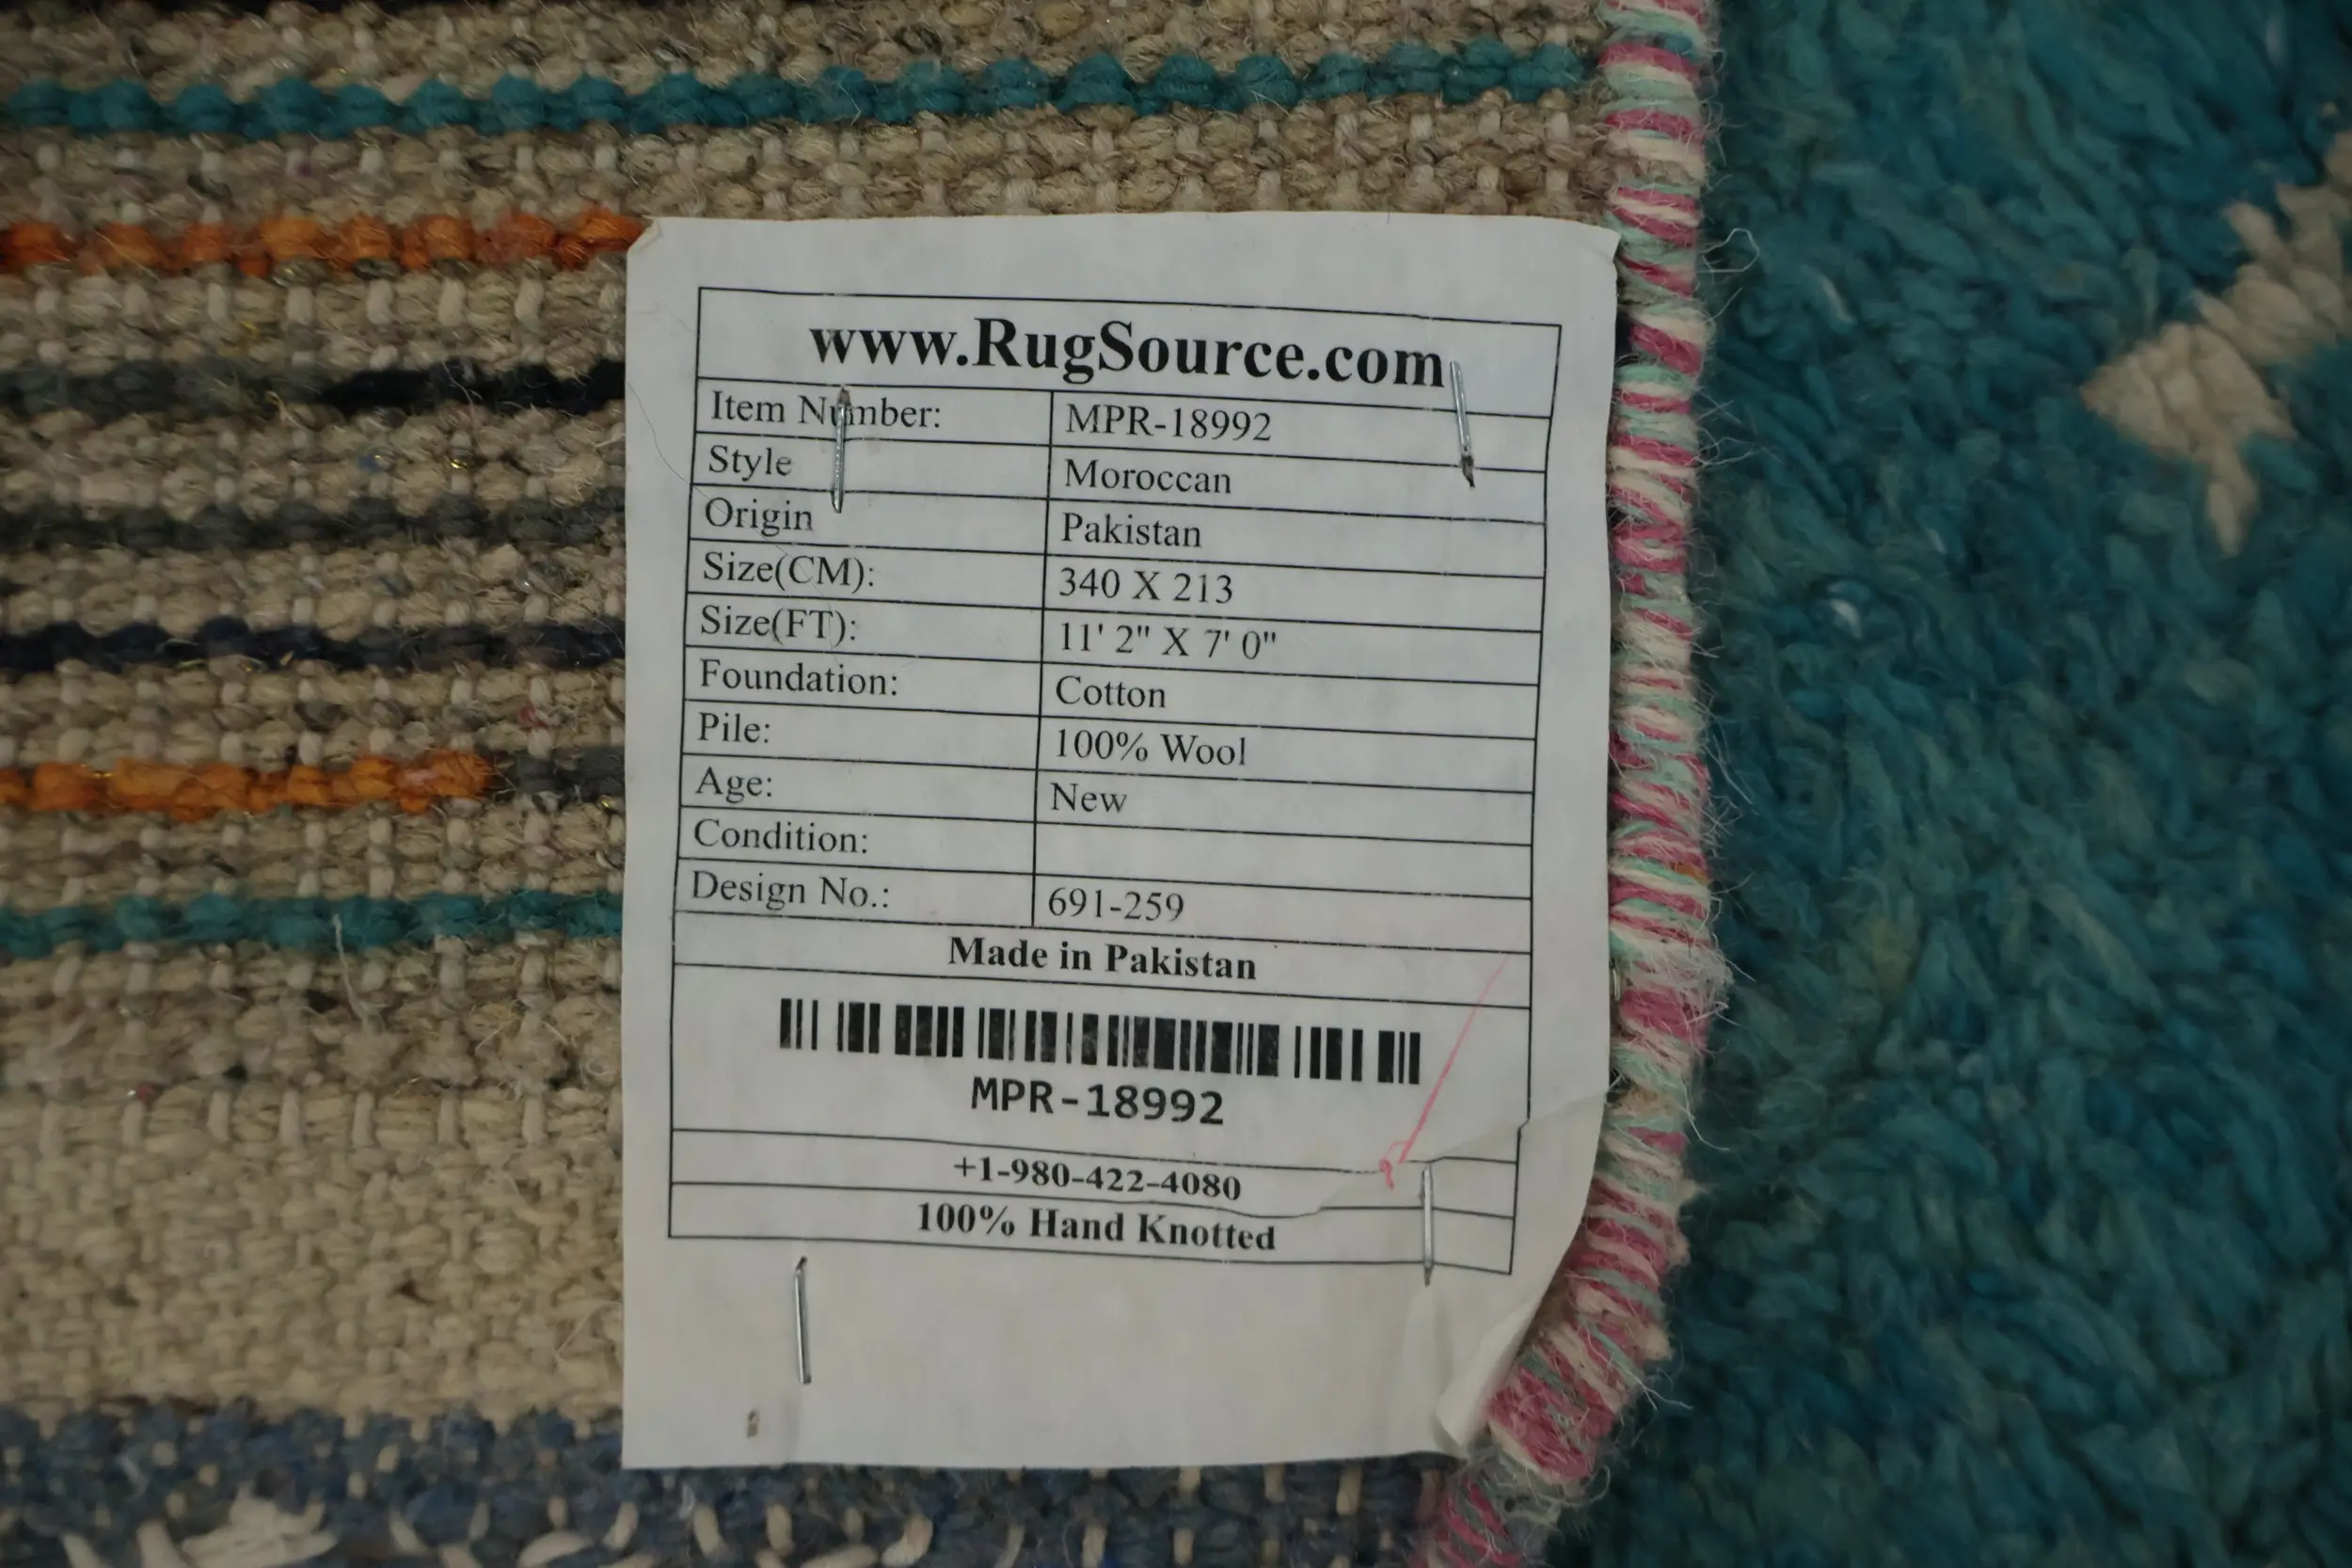 www.RugSource.com
Item Number: MPR-18992
Style Moroccan
Origin Pakistan
Size(CM): 340 X 213
Size(FT): 11' 2" X 7' 0"
Foundation: Cotton
Pile: 100% Wool
Age: New
Condition:
Design No.: 691-259
Made in Pakistan
MPR-18992
+1-980-422-4080
100% Hand Knotted